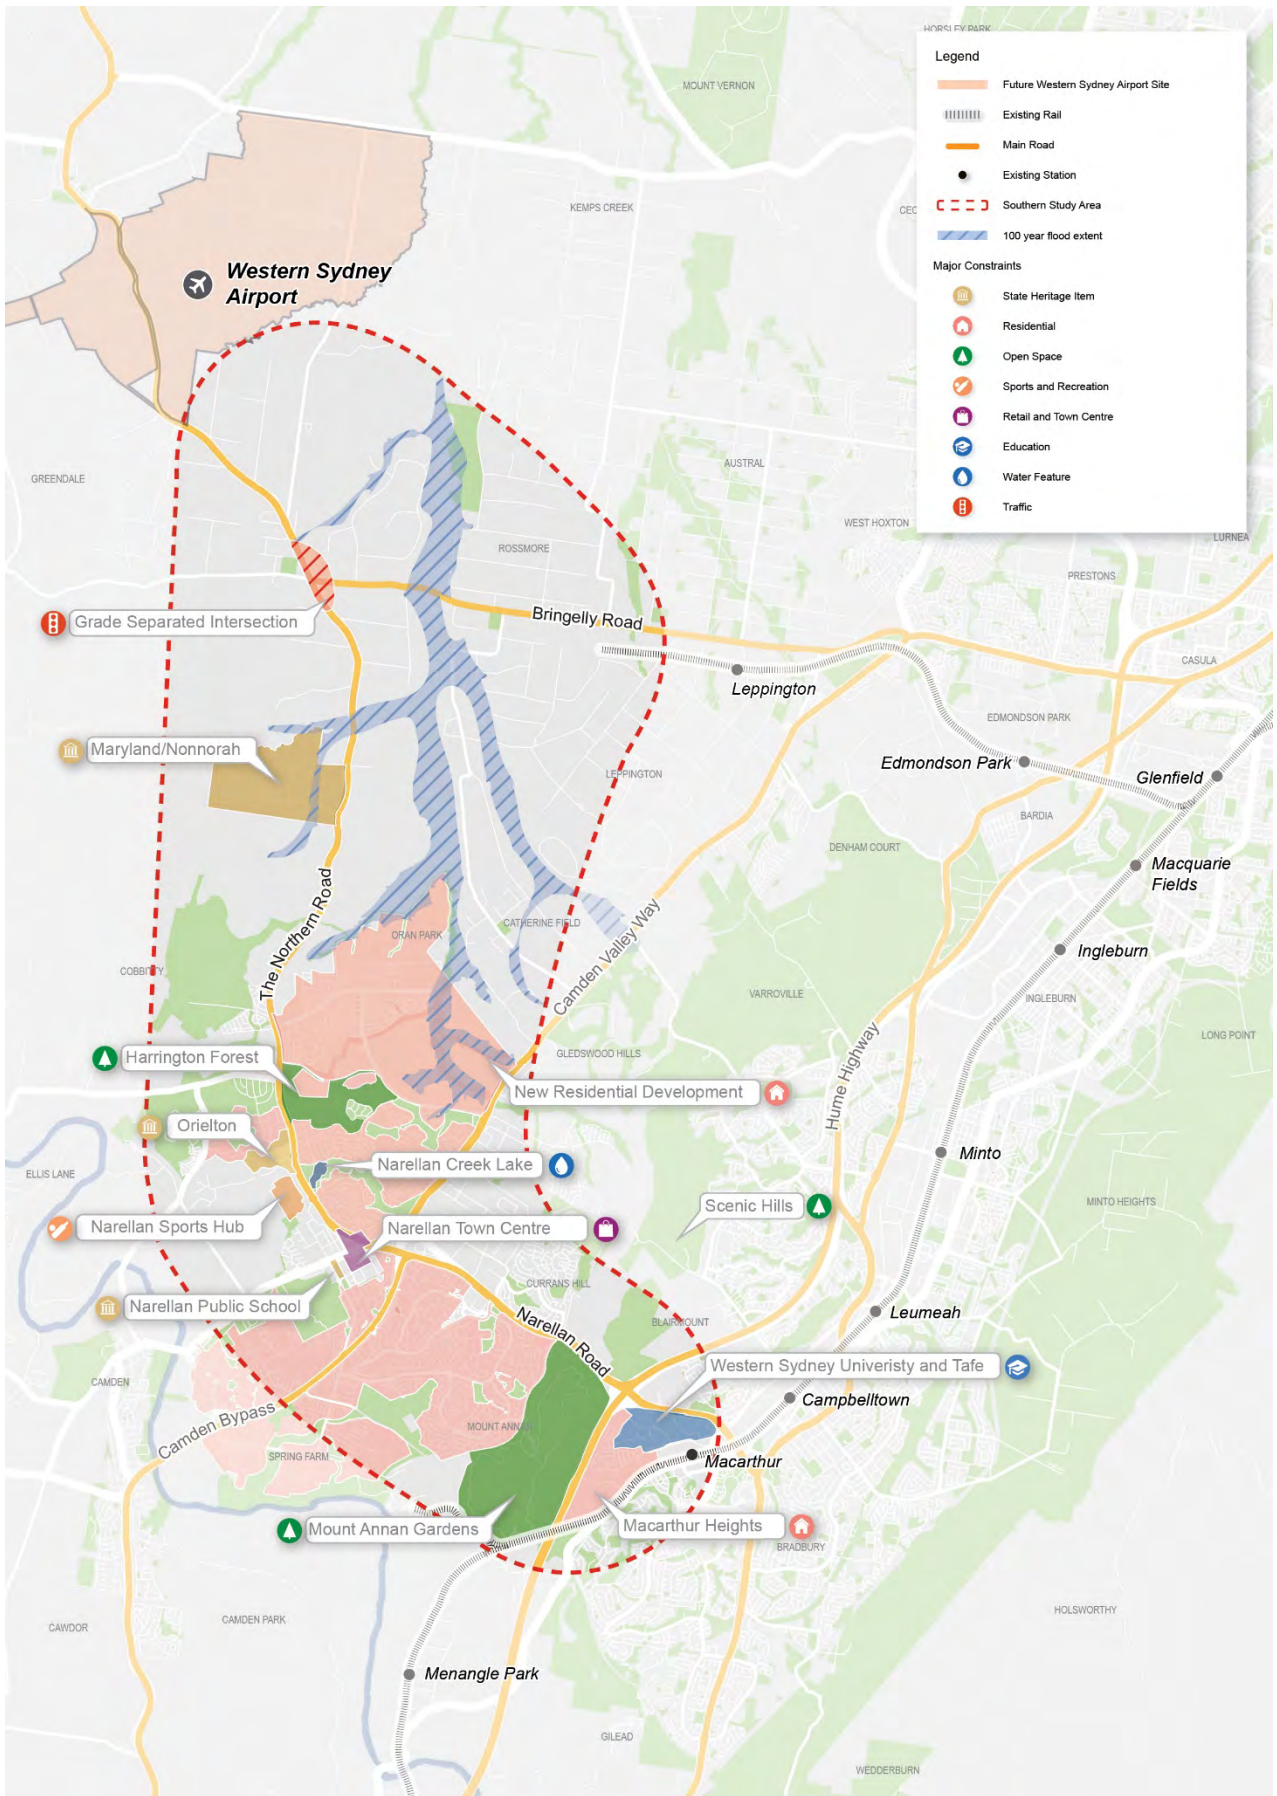 HORSLEY PARK
Legend
Future Western Sydney Airport Site
Existing Rail
Main Road
Existing Station
Southern Study Area
100 year flood extent
Major Constraints
State Heritage Item
Residential
Open Space
Sports and Recreation
Retail and Town Centre
Education
Water Feature
Traffic
MOUNT VERNON
KEMPS CREEK
CEC
Western Sydney
Airport
GREENDALE
AUSTRAL
WEST HOXTON
LURNEA
ROSSMORE
PRESTONS
Grade Separated Intersection
Bringelly Road
CASULA
Leppington
EDMONDSON PARK
Maryland/Nonnorah
LEPPINGTON
Edmondson Park
Glenfield
BARDIA
DENHAM COURT
Macquarie
Fields
The Northern Road
ORAN PARK
CATHERINE FIELD
Camden Valley Way
Ingleburn
COBBITTY
VARROVILLE
INGLEBURN
LONG POINT
Harrington Forest
GLEDSWOOD HILLS
Hume Highway
New Residential Development
Orielton
Minto
ELLIS LANE
Narellan Creek Lake
Scenic Hills
MINTO HEIGHTS
Narellan Sports Hub
Narellan Town Centre
CURRANS HILL
Narellan Public School
Narellan Road
BLAIRMOUNT
Leumeah
Western Sydney Univeristy and Tafe
CAMDEN
Campbelltown
Camden Bypass
MOUNT ANNAN
SPRING FARM
Macarthur
Mount Annan Gardens
Macarthur Heights
BRADBURY
CAWDOR
CAMDEN PARK
HOLSWORTHY
Menangle Park
GILEAD
WEDDERBURN